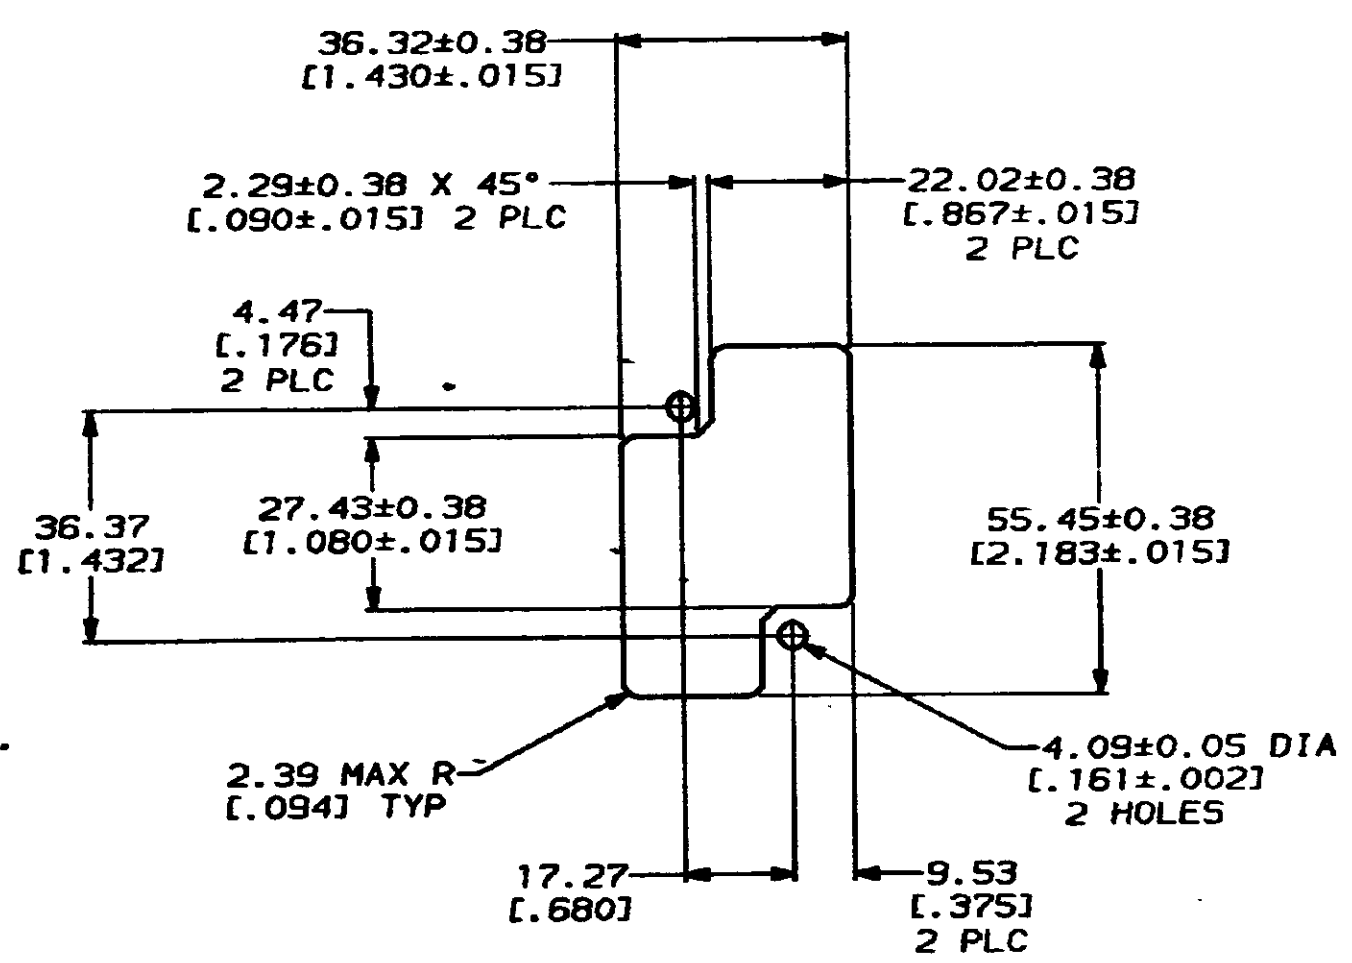 36.32±0.38
[1.430±.015]
2.29±0.38 X 45°
[.090±.015] 2 PLC
22.02±0.38
[.867±.015]
2 PLC
4.47
[.176]
2 PLC
27.43±0.38
[1.080±.015]
36.37
[1.432]
55.45±0.38
[2.183±.015]
2.39 MAX R
[.094] TYP
4.09±0.05 DIA
[.161±.002]
2 HOLES
17.27
[.680]
9.53
[.375]
2 PLC